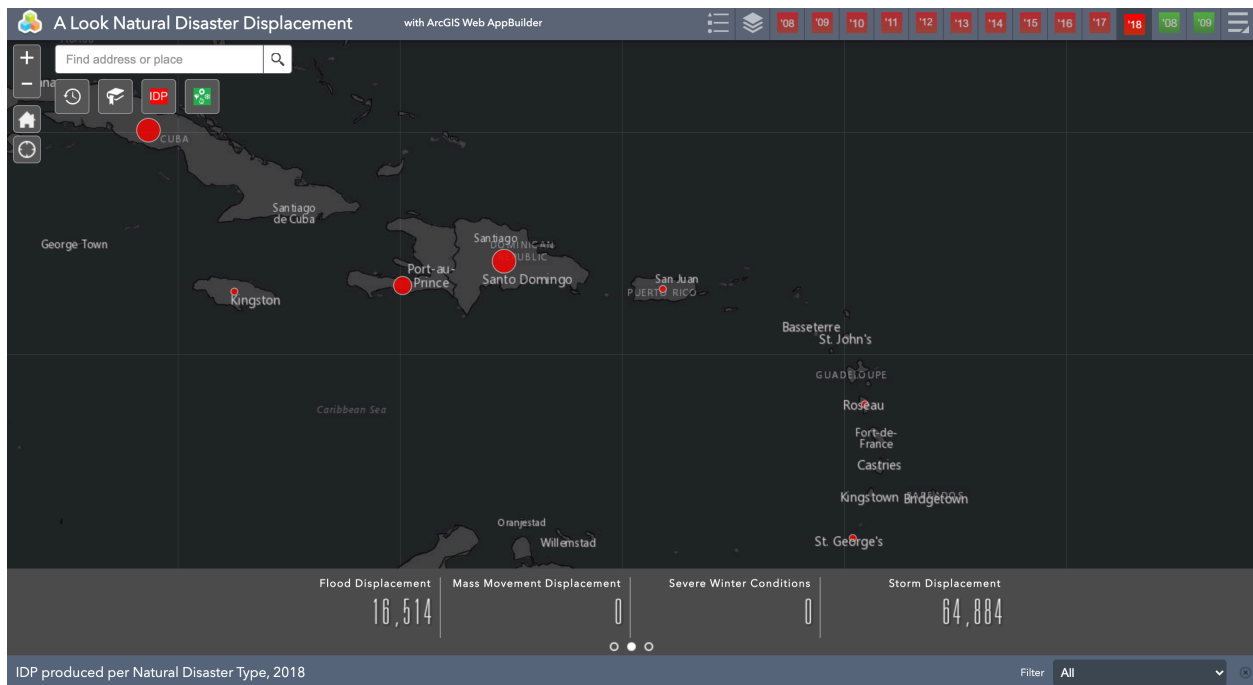 A Look Natural Disaster Displacement
with ArcGIS Web AppBuilder
'08
'09
'10
'11
'12
'13
'14
'15
'16
'17
'18
'08
'09
+
Find address or place
−
IDP
CUBA
Santiago
de Cuba
George Town
Santiago
DOMINICAN
REPUBLIC
Port-au-
Prince
Santo Domingo
San Juan
PUERTO RICO
Kingston
Basseterre
St. John's
GUADELOUPE
Caribbean Sea
Roseau
Fort-de-
France
Castries
Kingstown
BARBADOS
Bridgetown
Oranjestad
Willemstad
St. George's
Flood Displacement
16,514
Mass Movement Displacement
0
Severe Winter Conditions
0
Storm Displacement
64,884
IDP produced per Natural Disaster Type, 2018
Filter
All